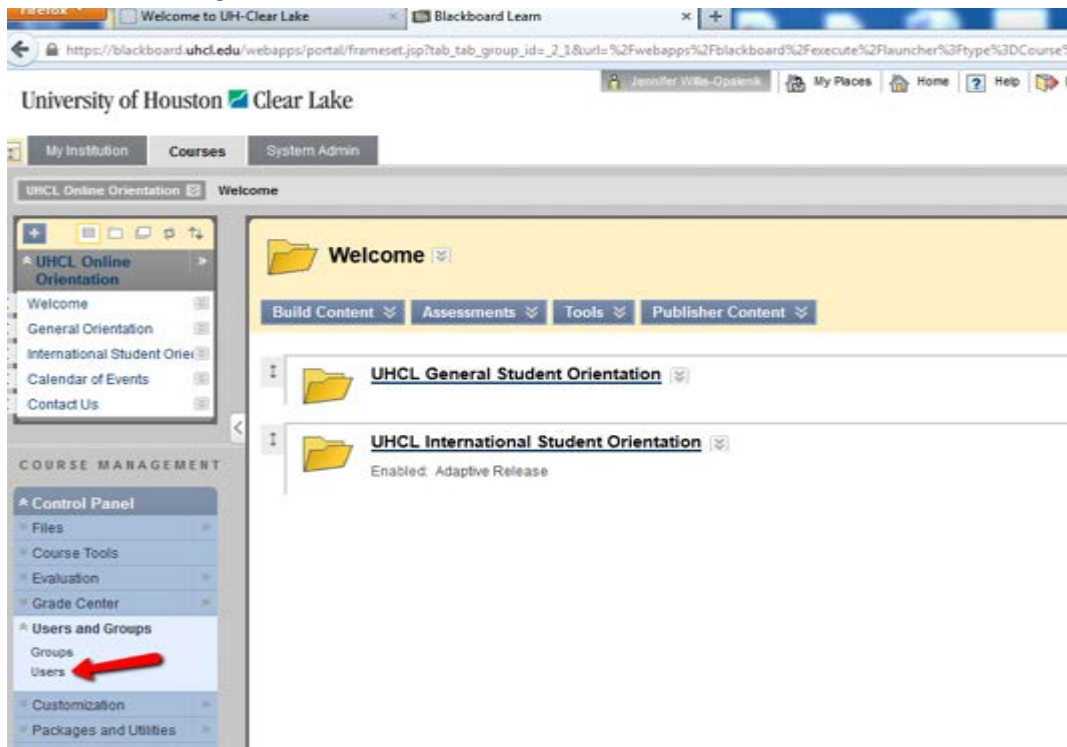 Firefox
Welcome to UH-Clear Lake × Blackboard Learn × +
https://blackboard.uhcl.edu/webapps/portal/frameset.jsp?tab_tab_group_id=_2_1&url=%2Fwebapps%2Fblackboard%2Fexecute%2Flauncher%3Ftype%3DCourse%
University of Houston Clear Lake
Jennifer Willis-Opalenik My Places Home ? Help
My Institution Courses System Admin
UHCL Online Orientation Welcome
UHCL Online
Orientation
Welcome
General Orientation
International Student Orie
Calendar of Events
Contact Us
COURSE MANAGEMENT
Control Panel
Files
Course Tools
Evaluation
Grade Center
Users and Groups
Groups
Users
Customization
Packages and Utilities
Welcome
Build Content Assessments Tools Publisher Content
UHCL General Student Orientation
UHCL International Student Orientation
Enabled: Adaptive Release